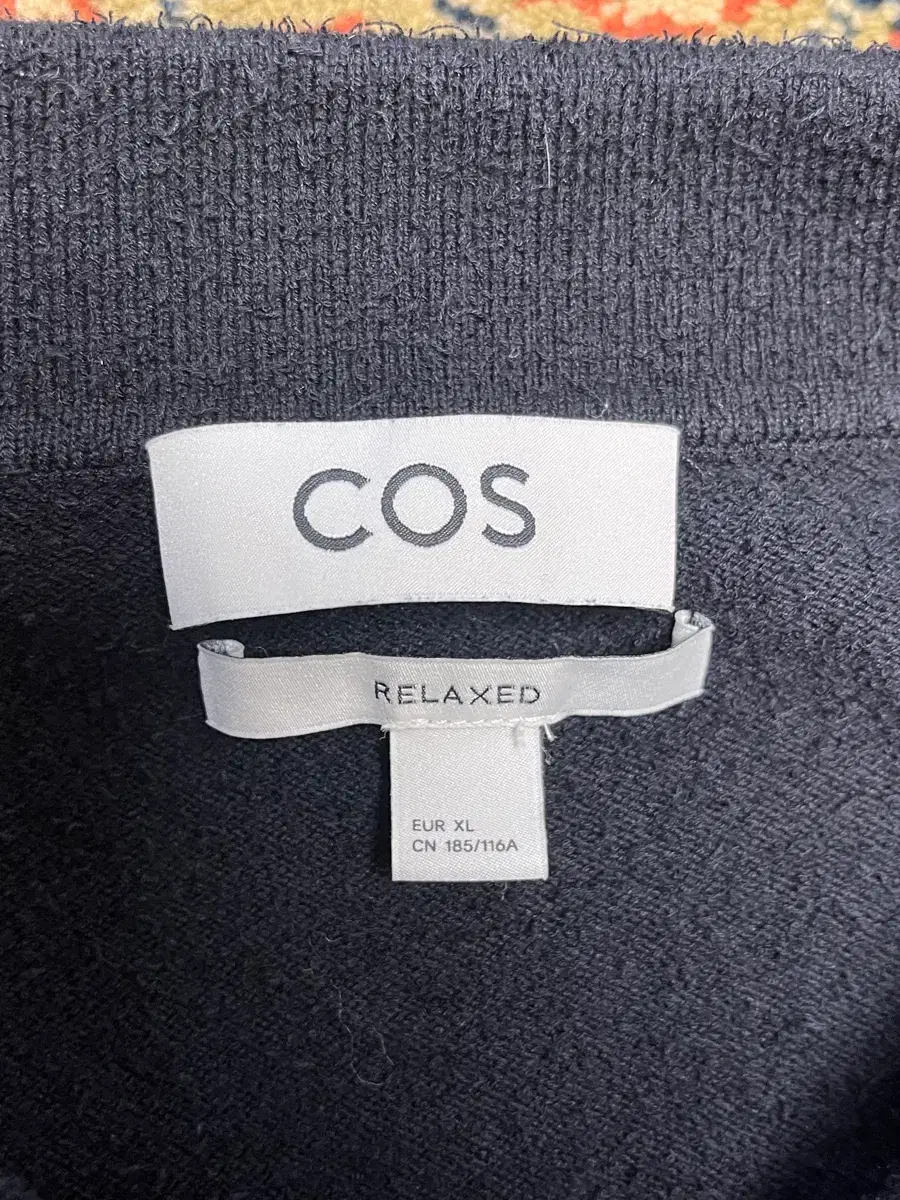 COS
RELAXED
EUR XL
CN 185/116A